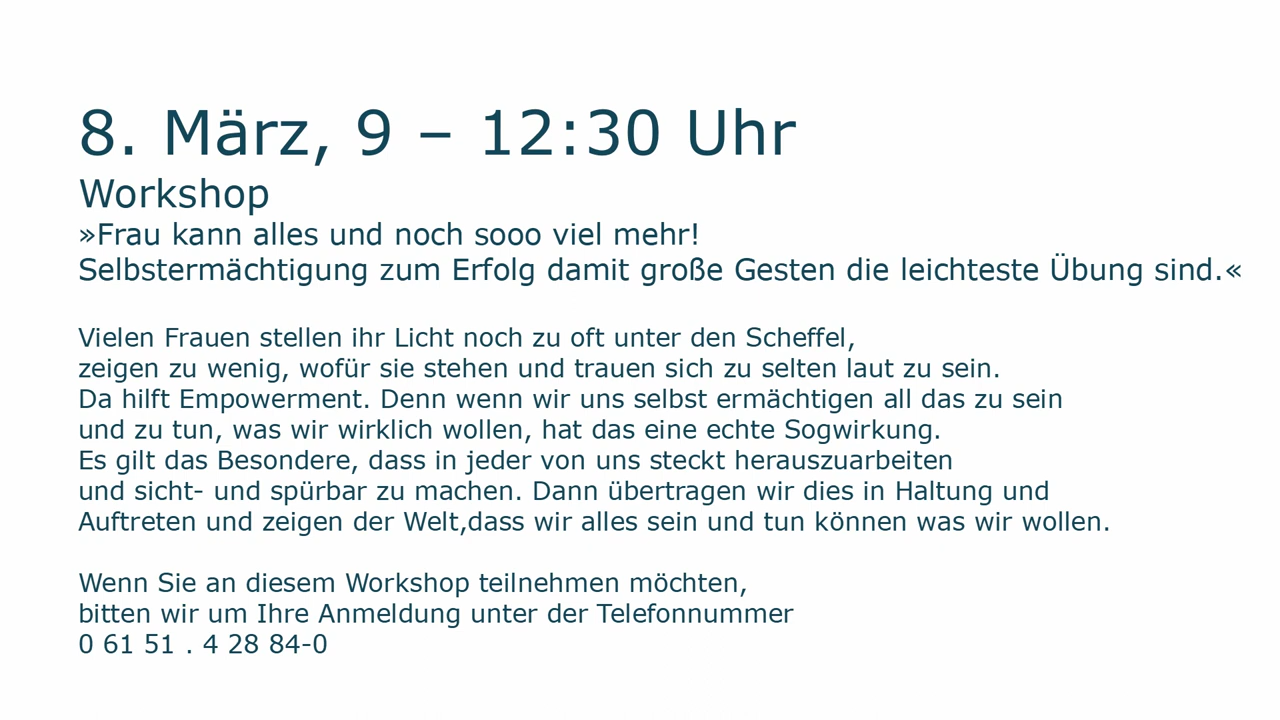 8. März, 9 – 12:30 Uhr
Workshop
»Frau kann alles und noch sooo viel mehr!
Selbstermächtigung zum Erfolg damit große Gesten die leichteste Übung sind.«
Vielen Frauen stellen ihr Licht noch zu oft unter den Scheffel,
zeigen zu wenig, wofür sie stehen und trauen sich zu selten laut zu sein.
Da hilft Empowerment. Denn wenn wir uns selbst ermächtigen all das zu sein
und zu tun, was wir wirklich wollen, hat das eine echte Sogwirkung.
Es gilt das Besondere, dass in jeder von uns steckt herauszuarbeiten
und sicht- und spürbar zu machen. Dann übertragen wir dies in Haltung und
Auftreten und zeigen der Welt,dass wir alles sein und tun können was wir wollen.
Wenn Sie an diesem Workshop teilnehmen möchten,
bitten wir um Ihre Anmeldung unter der Telefonnummer
0 61 51 . 4 28 84-0